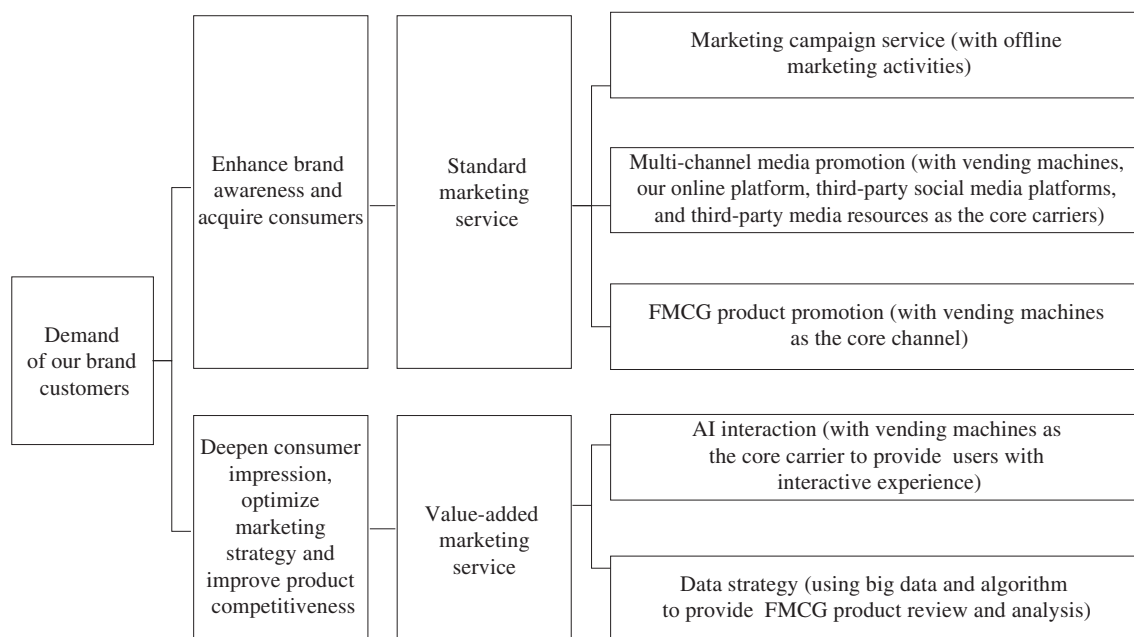 Demand
of our brand
customers
Enhance brand
awareness and
acquire consumers
Standard
marketing
service
Marketing campaign service (with offline
marketing activities)
Multi-channel media promotion (with vending machines,
our online platform, third-party social media platforms,
and third-party media resources as the core carriers)
FMCG product promotion (with vending machines
as the core channel)
Deepen consumer
impression,
optimize
marketing
strategy and
improve product
competitiveness
Value-added
marketing
service
AI interaction (with vending machines as
the core carrier to provide users with
interactive experience)
Data strategy (using big data and algorithm
to provide FMCG product review and analysis)